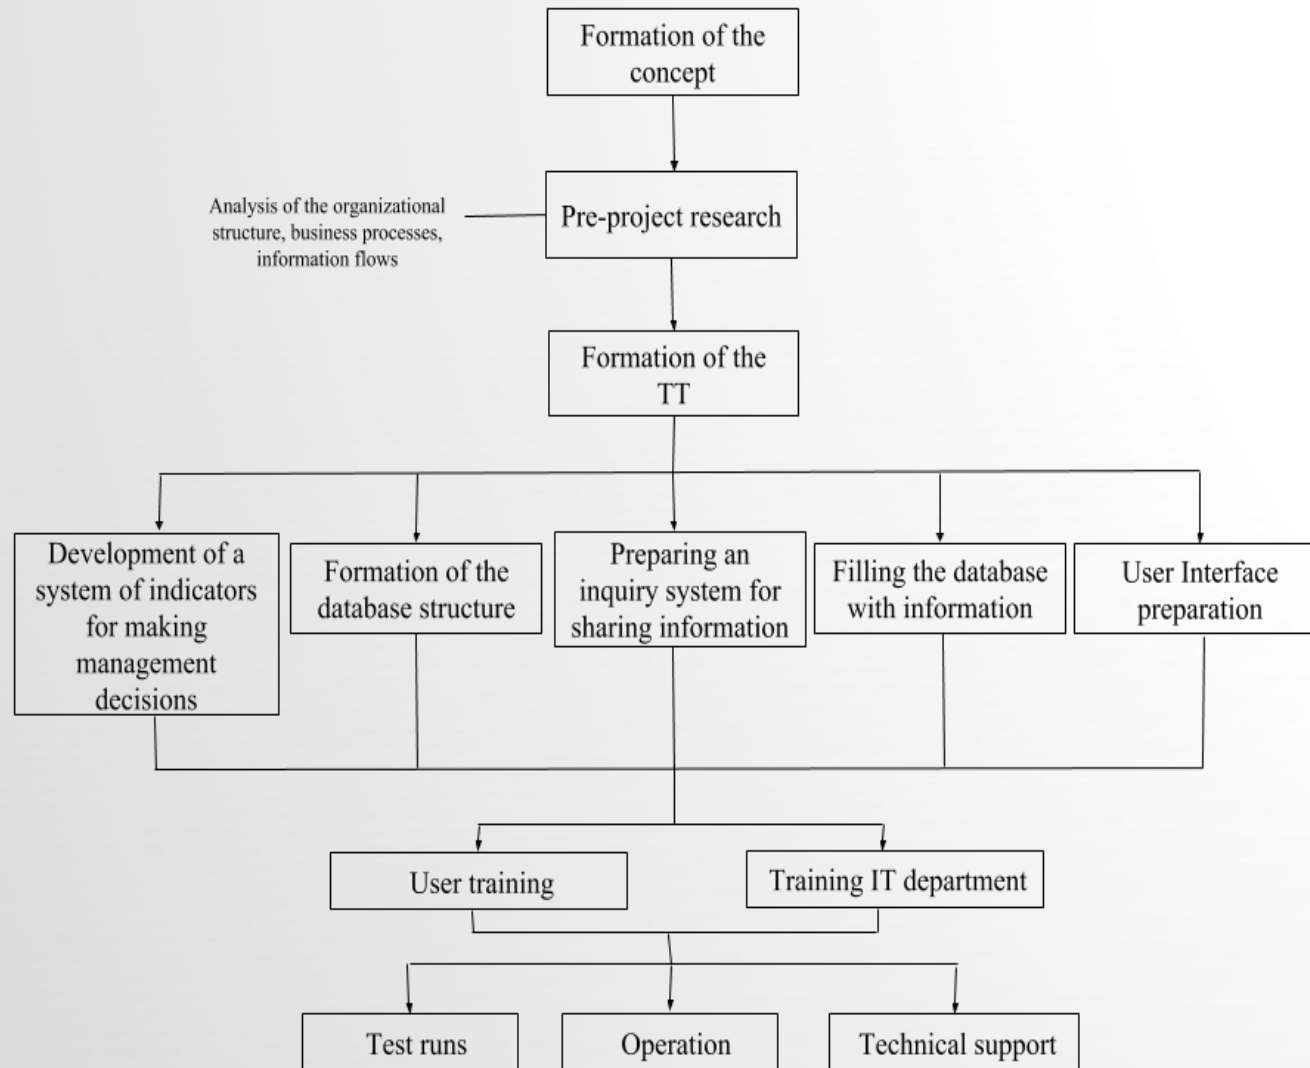 Formation of the
concept
Analysis of the organizational
structure, business processes,
information flows
Pre-project research
Formation of the
TT
Development of a
system of indicators
for making
management
decisions
Formation of the
database structure
Preparing an
inquiry system for
sharing information
Filling the database
with information
User Interface
preparation
User training
Training IT department
Test runs
Operation
Technical support